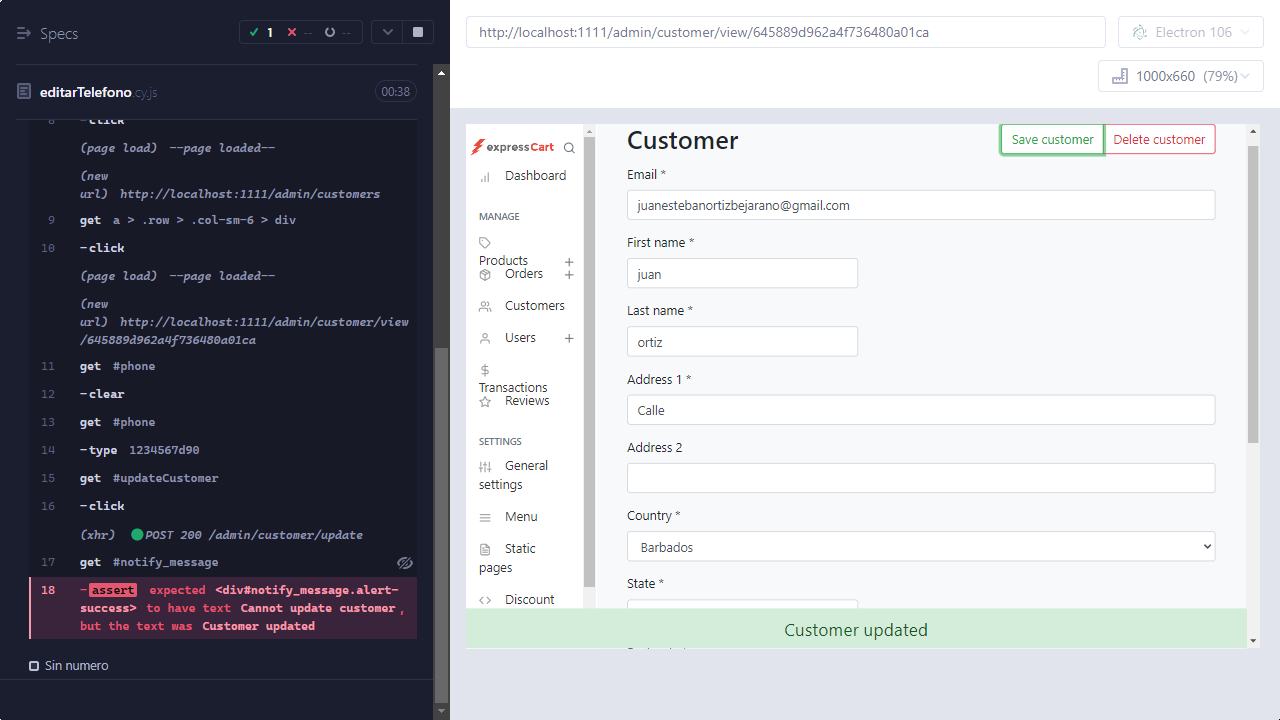 Specs
1
--
--
editarTelefono.cy.js
00:38
8 -click
(page load) --page loaded--
(new
url) http://localhost:1111/admin/customers
9 get a > .row > .col-sm-6 > div
10 -click
(page load) --page loaded--
(new
url) http://localhost:1111/admin/customer/view
/645889d962a4f736480a01ca
11 get #phone
12 -clear
13 get #phone
14 -type 1234567d90
15 get #updateCustomer
16 -click
(xhr) POST 200 /admin/customer/update
17 get #notify_message
18 -assert expected <div#notify_message.alert-
success> to have text Cannot update customer,
but the text was Customer updated
Sin numero
http://localhost:1111/admin/customer/view/645889d962a4f736480a01ca
Electron 106
1000x660 (79%)
expressCart
Dashboard
MANAGE
Products +
Orders +
Customers
Users +
Transactions
Reviews
SETTINGS
General
settings
Menu
Static
pages
Discount
Customer
Save customer
Delete customer
Email *
juanestebanortizbejarano@gmail.com
First name *
juan
Last name *
ortiz
Address 1 *
Calle
Address 2
Country *
Barbados
State *
Customer updated